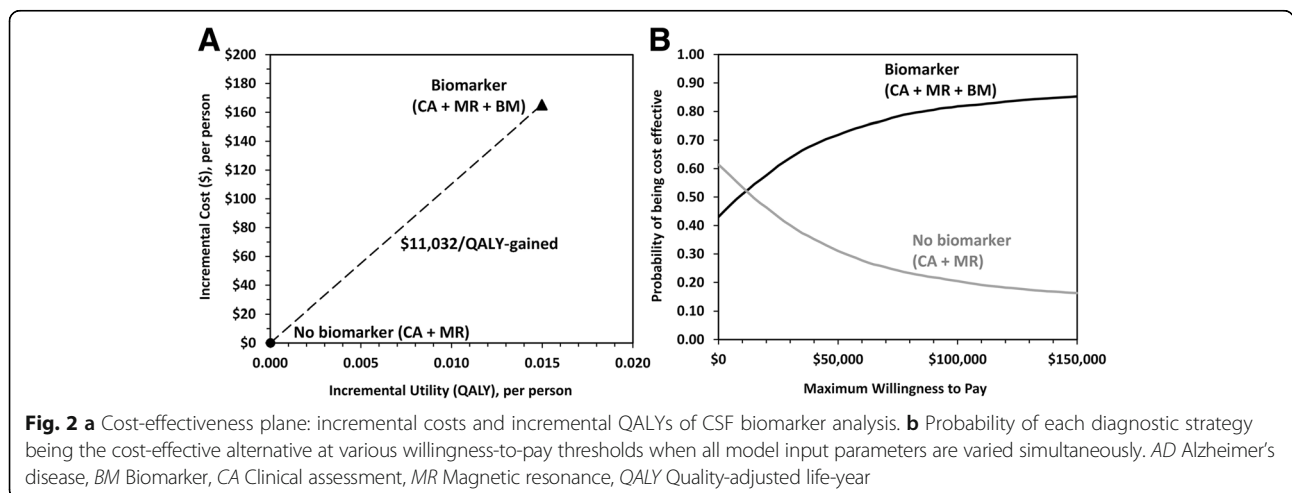 A
$200
$180
$160
$140
$120
$100
$80
$60
$40
$20
$0
Incremental Cost ($), per person
Biomarker
(CA + MR + BM)
$11,032/QALY-gained
No biomarker (CA + MR)
0.000 0.005 0.010 0.015 0.020
Incremental Utility (QALY), per person
B
1.00
0.90
0.80
0.70
0.60
0.50
0.40
0.30
0.20
0.10
0.00
Probability of being cost effective
Biomarker
(CA + MR + BM)
No biomarker
(CA + MR)
$0 $50,000 $100,000 $150,000
Maximum Willingness to Pay
Fig. 2 a Cost-effectiveness plane: incremental costs and incremental QALYs of CSF biomarker analysis. b Probability of each diagnostic strategy
being the cost-effective alternative at various willingness-to-pay thresholds when all model input parameters are varied simultaneously. AD Alzheimer's
disease, BM Biomarker, CA Clinical assessment, MR Magnetic resonance, QALY Quality-adjusted life-year